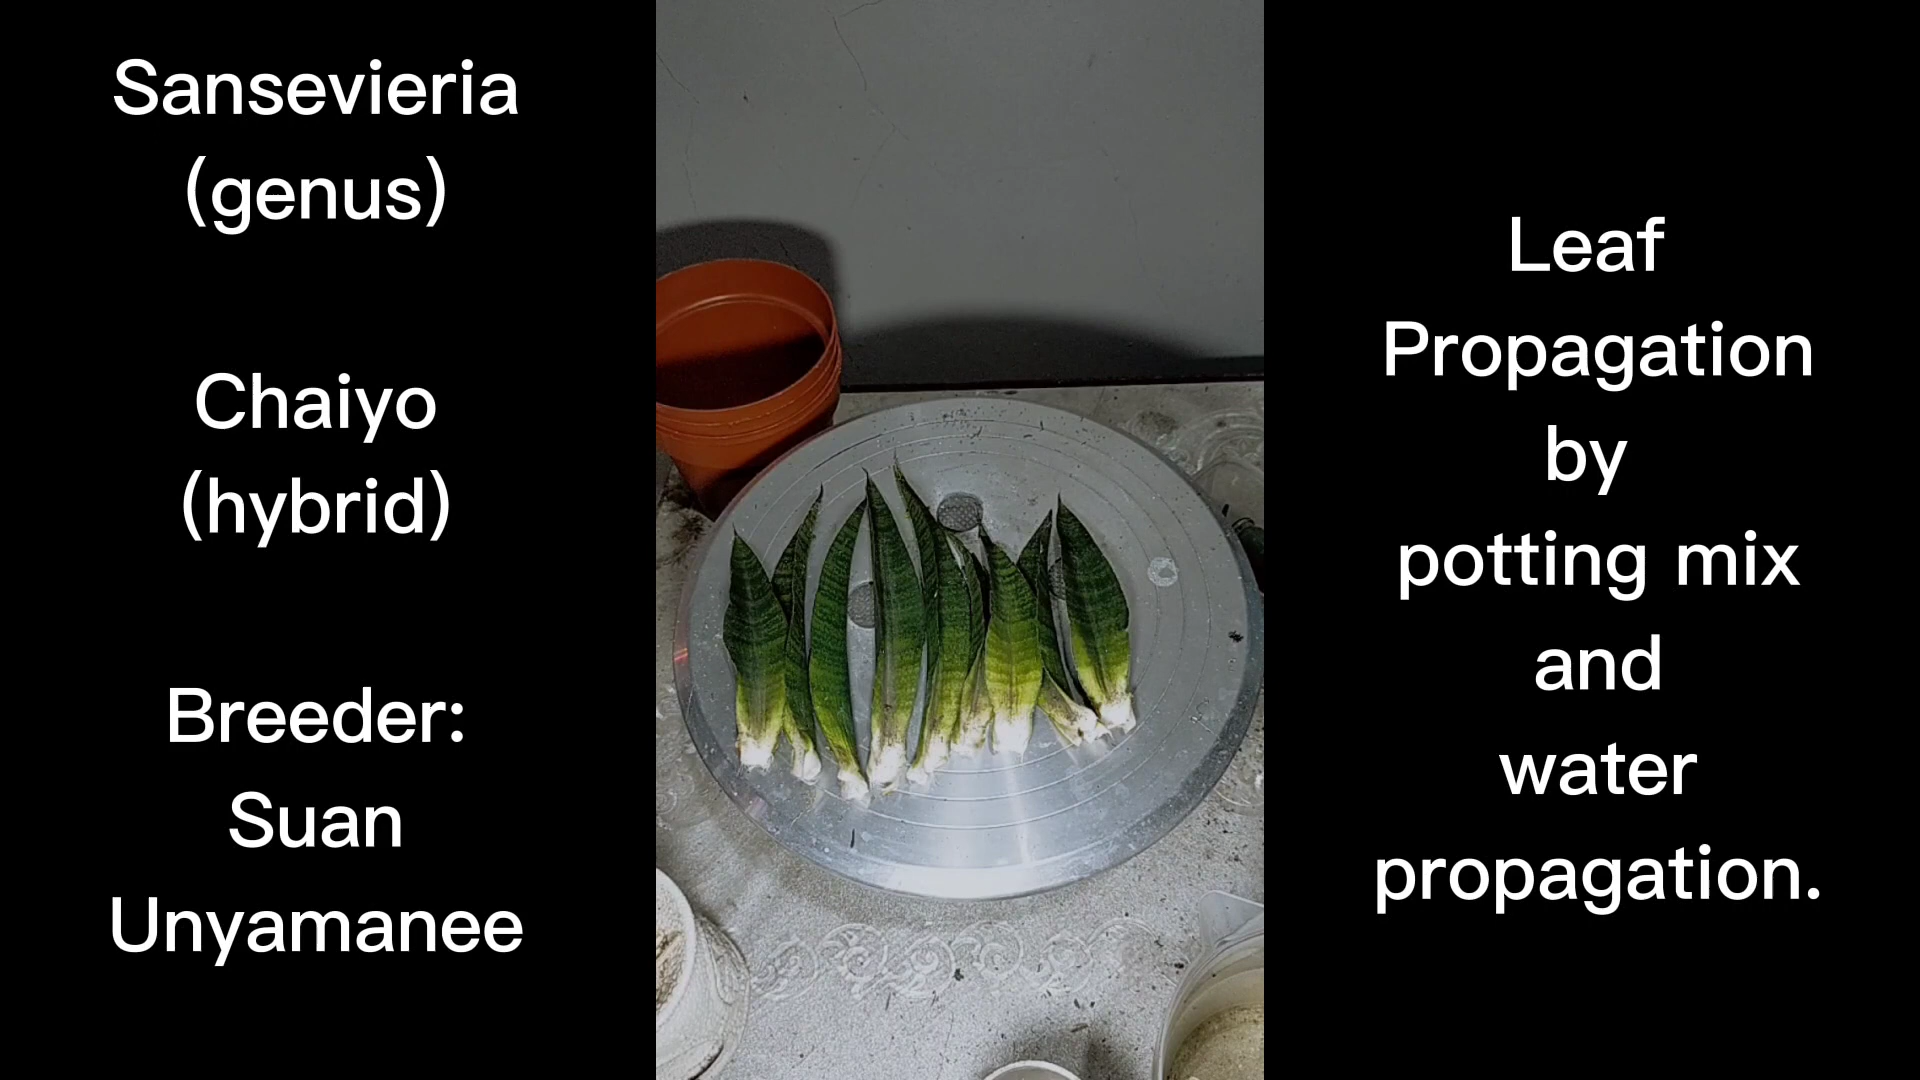 Sansevieria
(genus)
Chaiyo
(hybrid)
Breeder:
Suan
Unyamanee
Leaf
Propagation
by
potting mix
and
water
propagation.